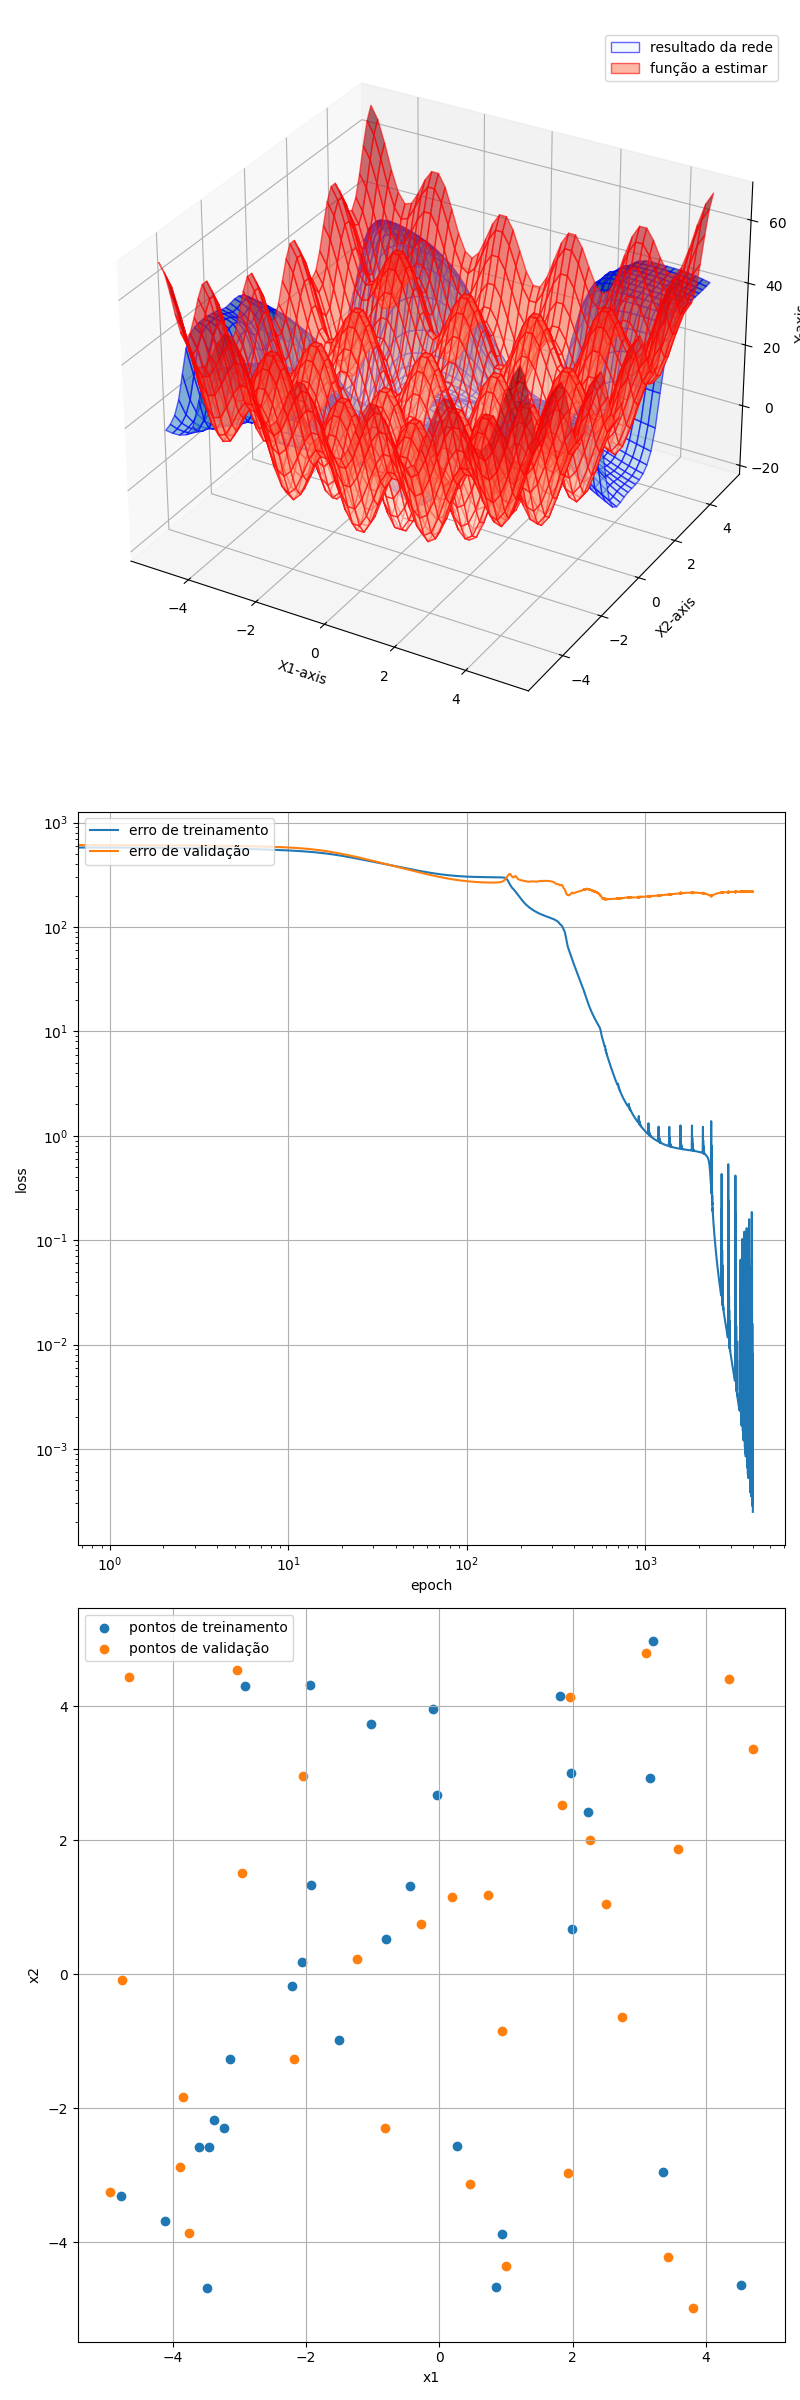 resultado da rede
função a estimar
60
40
20
0
−20
4
2
0
−2
−4
X2-axis
−4
−2
0
2
4
X1-axis
erro de treinamento
erro de validação
10³
10²
10¹
10⁰
10⁻¹
10⁻²
10⁻³
loss
10⁰ 10¹ 10² 10³
epoch
pontos de treinamento
pontos de validação
4
2
0
−2
−4
x2
−4 −2 0 2 4
x1